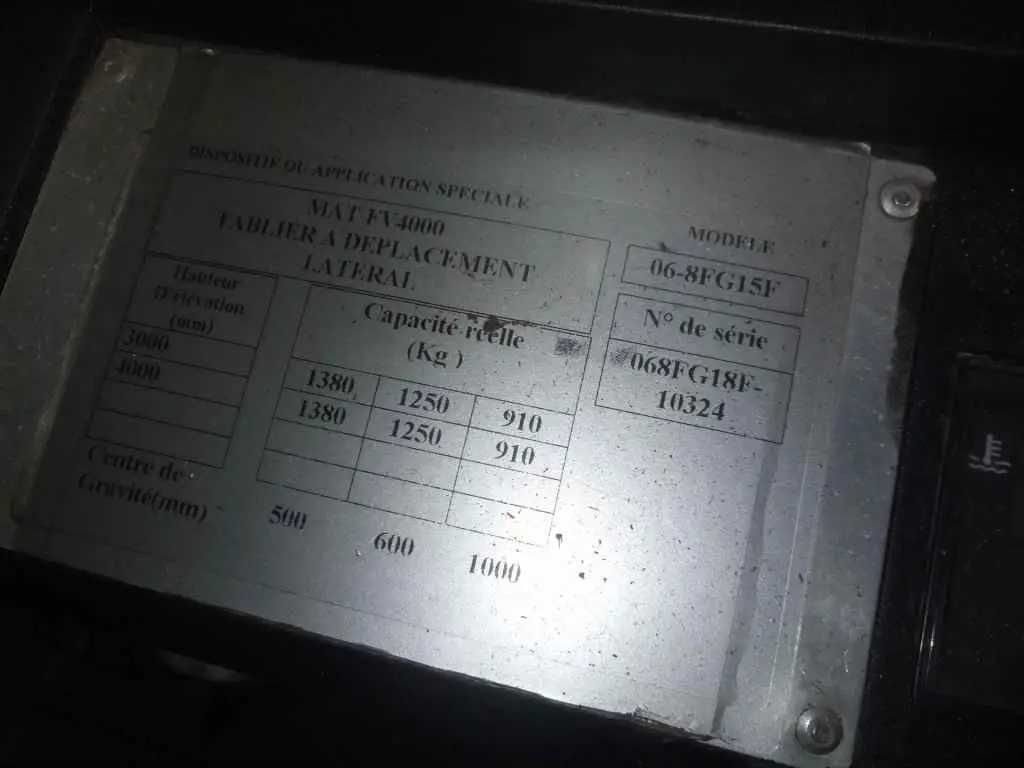 DISPOSITIF OU APPLICATION SPECIALE
MAT FV4000
TABLIER A DEPLACEMENT
LATERAL
MODELE
06-8FG15F
N° de série
068FG18F-
10324
Hauteur
d'élévation
(mm)
Capacité réelle
(Kg )
3000
1380 1250 910
4000
1380 1250 910
Centre de
Gravité(mm)
500 600 1000